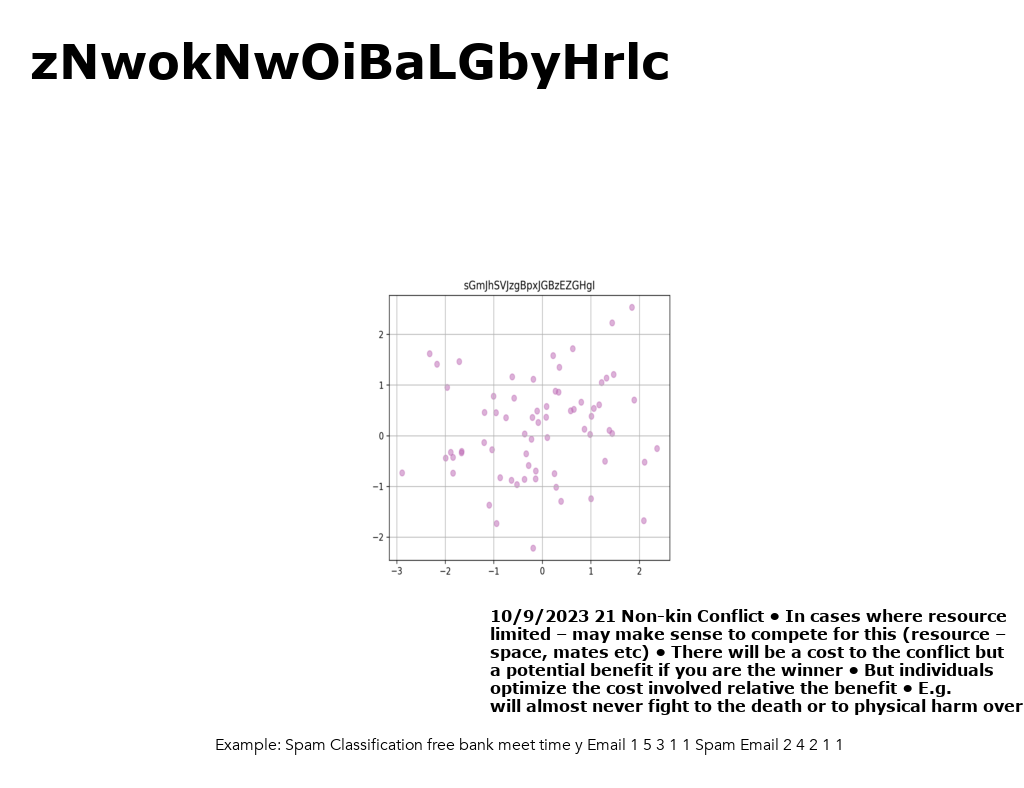 zNwokNwOiBaLGbyHrlc
sGmJhSVJzgBpxJGBzEZGHgI
2
1
0
−1
−2
−3 −2 −1 0 1 2
10/9/2023 21 Non-kin Conflict • In cases where resource
limited – may make sense to compete for this (resource –
space, mates etc) • There will be a cost to the conflict but
a potential benefit if you are the winner • But individuals
optimize the cost involved relative the benefit • E.g.
will almost never fight to the death or to physical harm over
Example: Spam Classification free bank meet time y Email 1 5 3 1 1 Spam Email 2 4 2 1 1